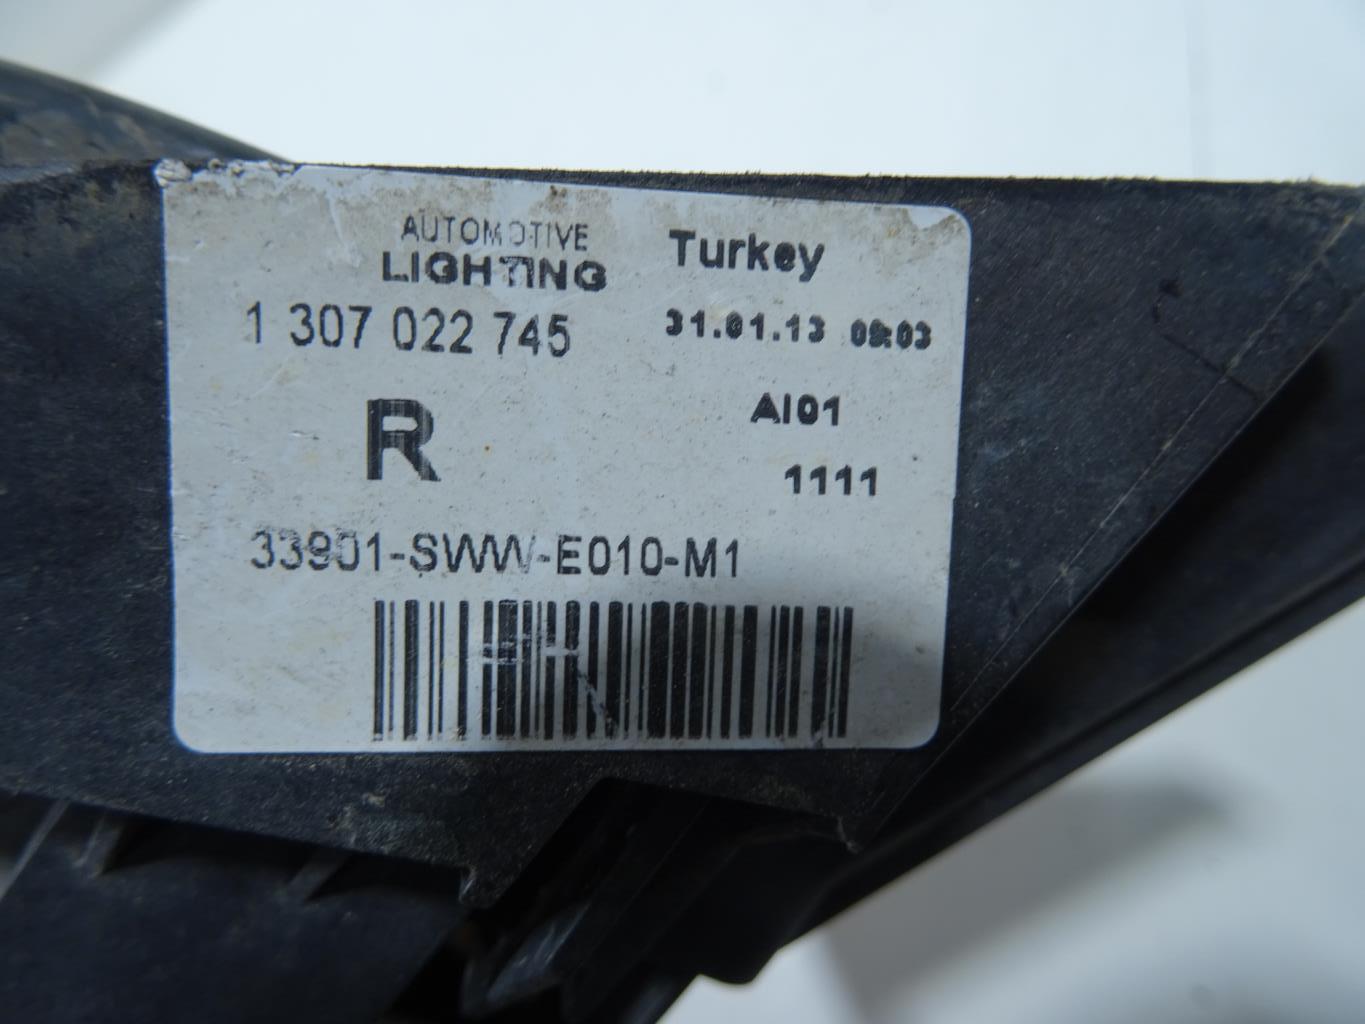 AUTOMOTIVE
LIGHTING
Turkey
1 307 022 745
31.01.13 09:03
R
AI01
1111
33901-SWW-E010-M1